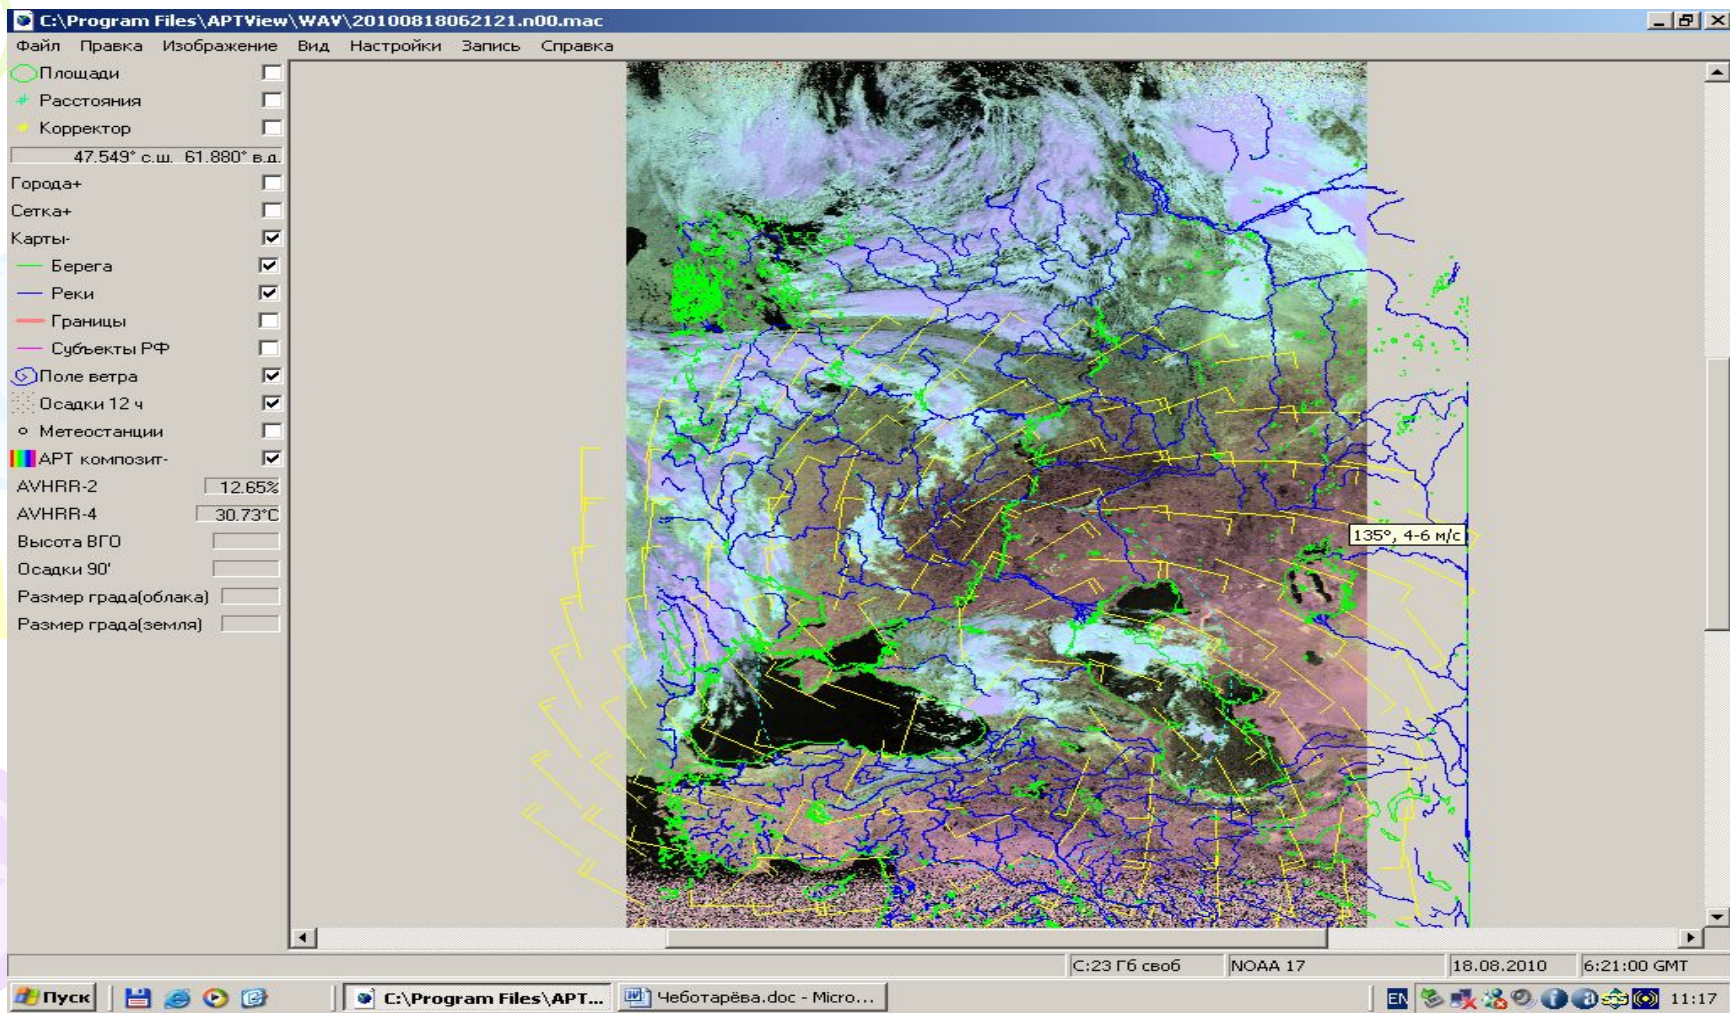 C:\Program Files\APTView\WAV\20100818062121.n00.mac
Файл Правка Изображение Вид Настройки Запись Справка
Площади
Расстояния
Корректор
47.549° с.ш. 61.880° в.д.
Города+
Сетка+
Карты-
Берега
Реки
Границы
Субъекты РФ
Поле ветра
Осадки 12 ч
Метеостанции
APT композит-
AVHRR-2 12.65%
AVHRR-4 30.73°C
Высота ВГО
Осадки 90'
Размер града(облака)
Размер града(земля)
135°, 4-6 м/с
C:23 Гб своб NOAA 17 18.08.2010 6:21:00 GMT
Пуск C:\Program Files\APT... Чеботарёва.doc - Micro... EN 11:17